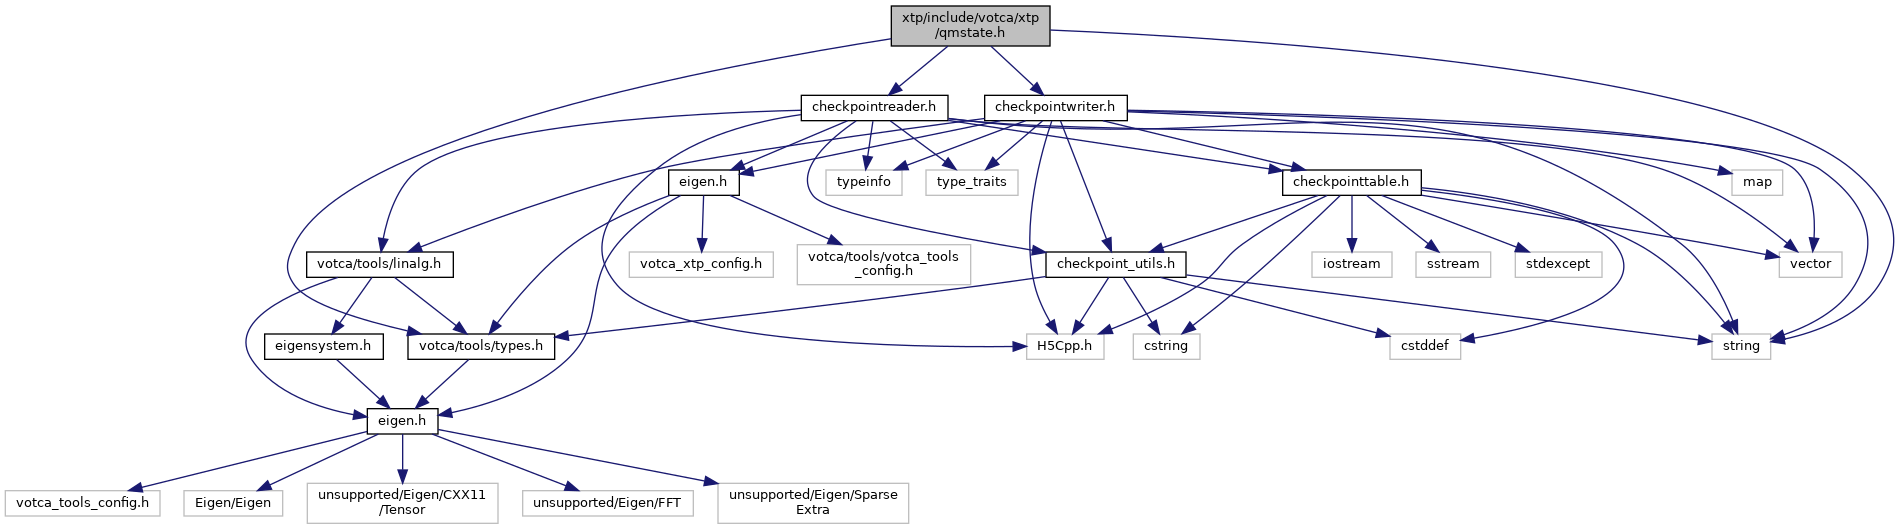 xtp/include/votca/xtp
/qmstate.h
checkpointreader.h
checkpointwriter.h
eigen.h
typeinfo
type_traits
checkpointtable.h
map
votca/tools/linalg.h
votca_xtp_config.h
votca/tools/votca_tools
_config.h
checkpoint_utils.h
iostream
sstream
stdexcept
vector
eigensystem.h
votca/tools/types.h
H5Cpp.h
cstring
cstddef
string
eigen.h
votca_tools_config.h
Eigen/Eigen
unsupported/Eigen/CXX11
/Tensor
unsupported/Eigen/FFT
unsupported/Eigen/Sparse
Extra